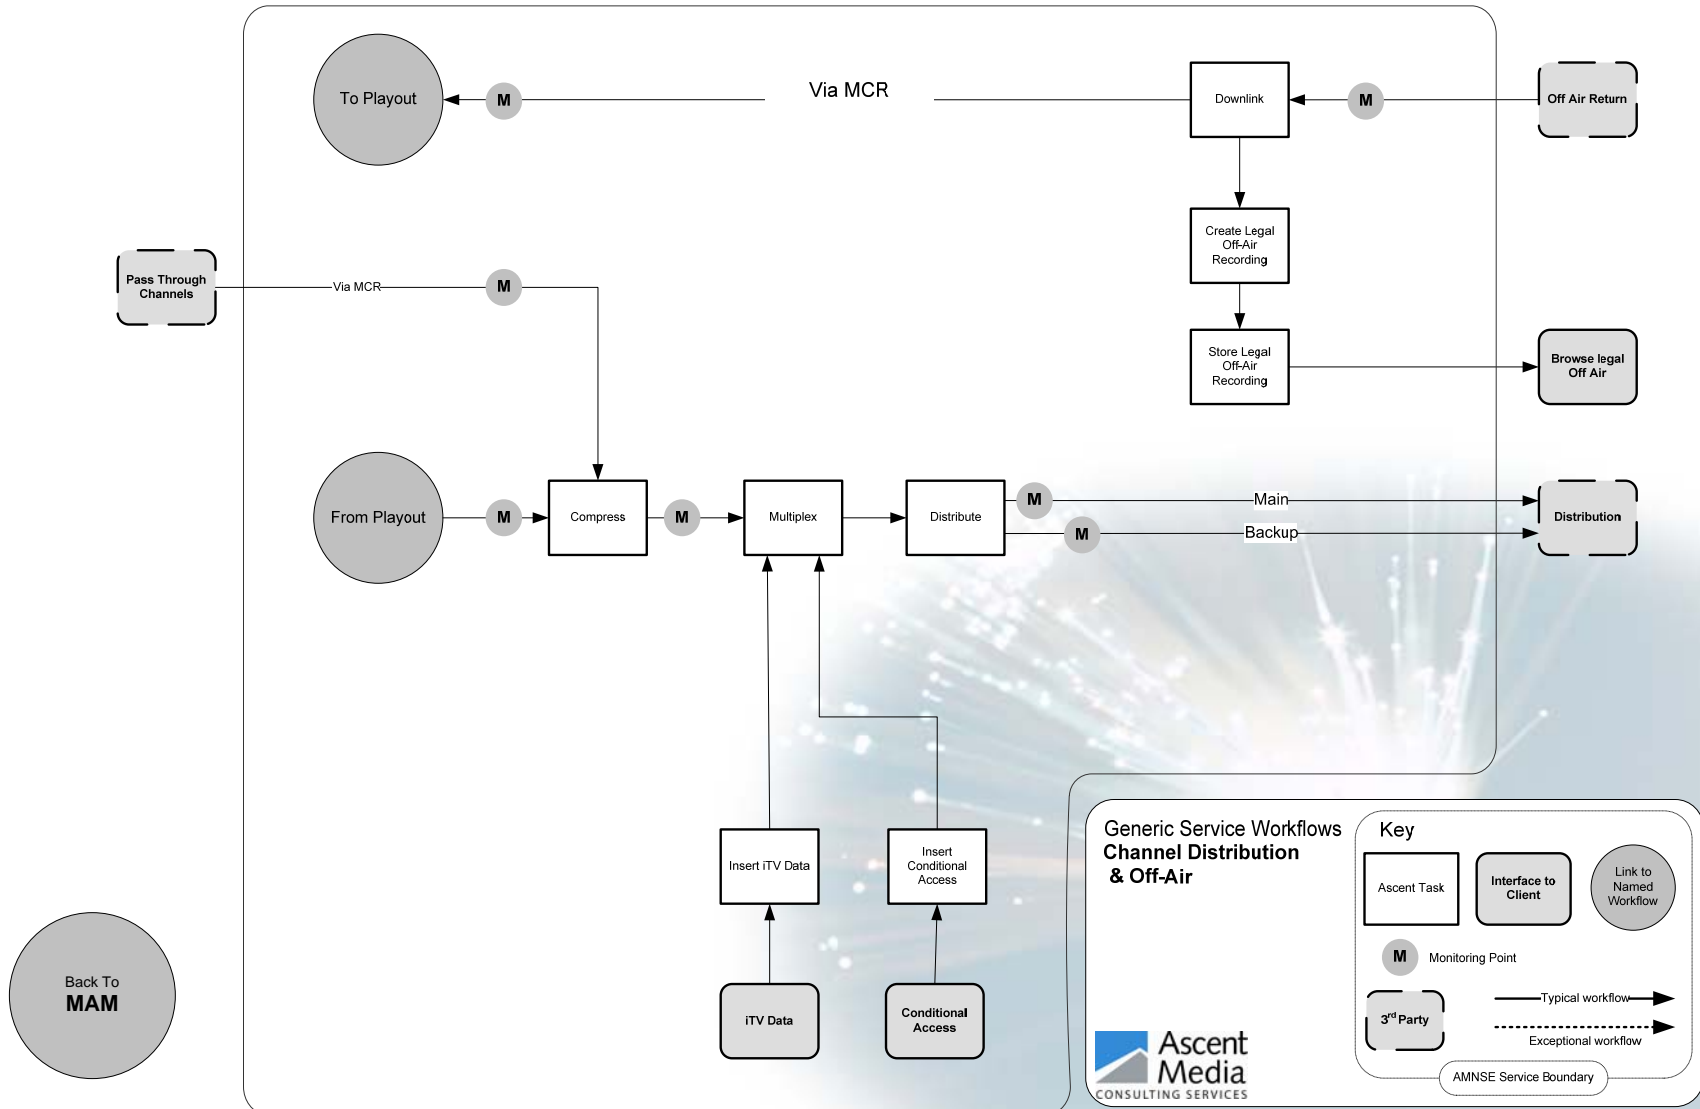 To Playout
M
Via MCR
Downlink
M
Off Air Return
Create Legal
Off-Air
Recording
Pass Through
Channels
Via MCR
M
Store Legal
Off-Air
Recording
Browse legal
Off Air
From Playout
M
Compress
M
Multiplex
Distribute
M
Main
M
Backup
Distribution
Insert iTV Data
Insert
Conditional
Access
iTV Data
Conditional
Access
Back To
MAM
Generic Service Workflows
Channel Distribution
& Off-Air
Key
Ascent Task
Interface to
Client
Link to
Named
Workflow
M
Monitoring Point
3rd Party
Typical workflow
Exceptional workflow
AMNSE Service Boundary
Ascent
Media
CONSULTING SERVICES